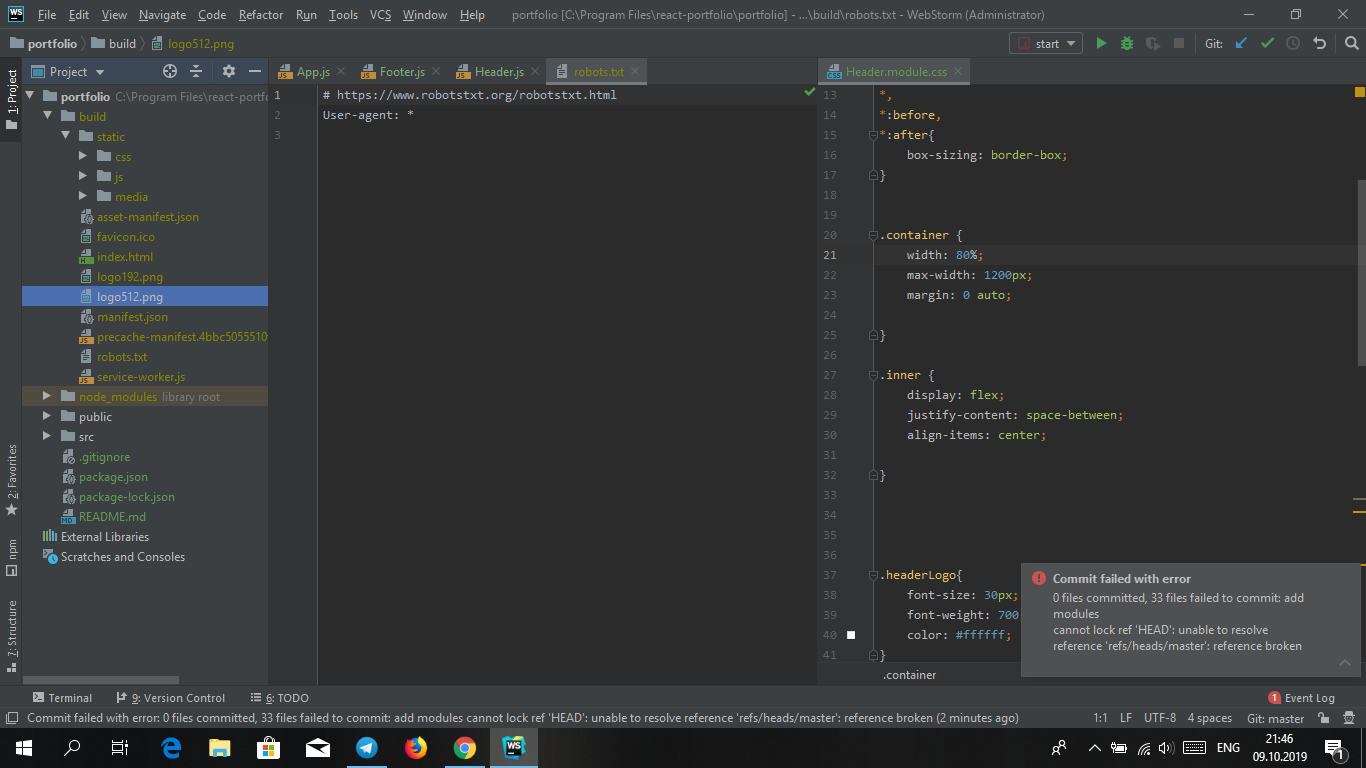 WS
File Edit View Navigate Code Refactor Run Tools VCS Window Help portfolio [C:\Program Files\react-portfolio\portfolio] - ...\build\robots.txt - WebStorm (Administrator)
portfolio build logo512.png start Git:
1: Project
Project
App.js Footer.js Header.js robots.txt Header.module.css
portfolio C:\Program Files\react-portfo
build
static
css
js
media
asset-manifest.json
favicon.ico
index.html
logo192.png
logo512.png
manifest.json
precache-manifest.4bbc5055510
robots.txt
service-worker.js
node_modules library root
public
src
.gitignore
package.json
package-lock.json
README.md
External Libraries
Scratches and Consoles
2: Favorites
npm
7: Structure
1 # https://www.robotstxt.org/robotstxt.html
2 User-agent: *
3
13 *,
14 *:before,
15 *:after{
16 box-sizing: border-box;
17 }
18
19
20 .container {
21 width: 80%;
22 max-width: 1200px;
23 margin: 0 auto;
24
25 }
26
27 .inner {
28 display: flex;
29 justify-content: space-between;
30 align-items: center;
31
32 }
33
34
35
36
37 .headerLogo{
38 font-size: 30px;
39 font-weight: 700
40 color: #ffffff;
41 }
.container
Commit failed with error
0 files committed, 33 files failed to commit: add
modules
cannot lock ref 'HEAD': unable to resolve
reference 'refs/heads/master': reference broken
Terminal 9: Version Control 6: TODO 1 Event Log
Commit failed with error: 0 files committed, 33 files failed to commit: add modules cannot lock ref 'HEAD': unable to resolve reference 'refs/heads/master': reference broken (2 minutes ago) 1:1 LF UTF-8 4 spaces Git: master
WS ENG 21:46
09.10.2019 1